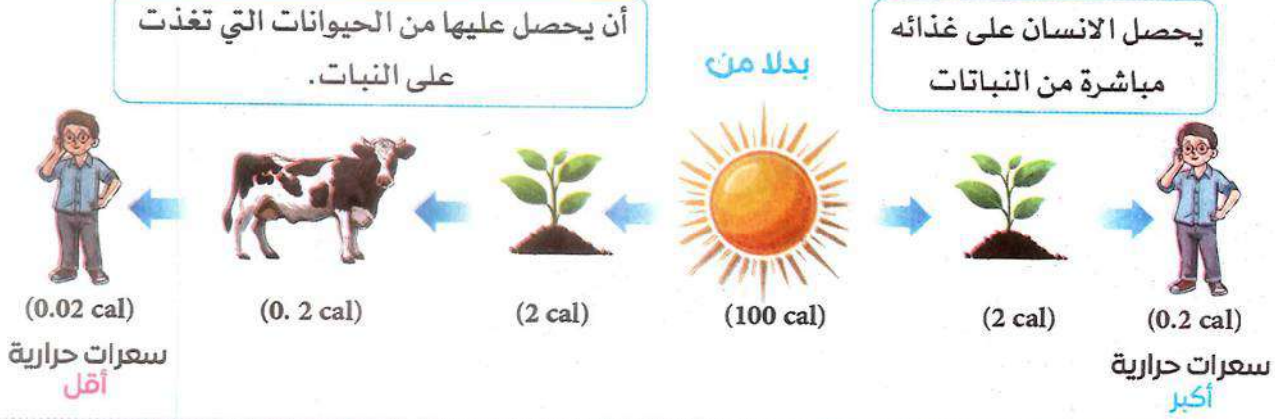 يحصل الانسان على غذائه
مباشرة من النباتات
بدلا من
أن يحصل عليها من الحيوانات التي تغذت
على النبات.
(0.2 cal)
(2 cal)
(100 cal)
(2 cal)
(0. 2 cal)
(0.02 cal)
سعرات حرارية
أكبر
سعرات حرارية
أقل